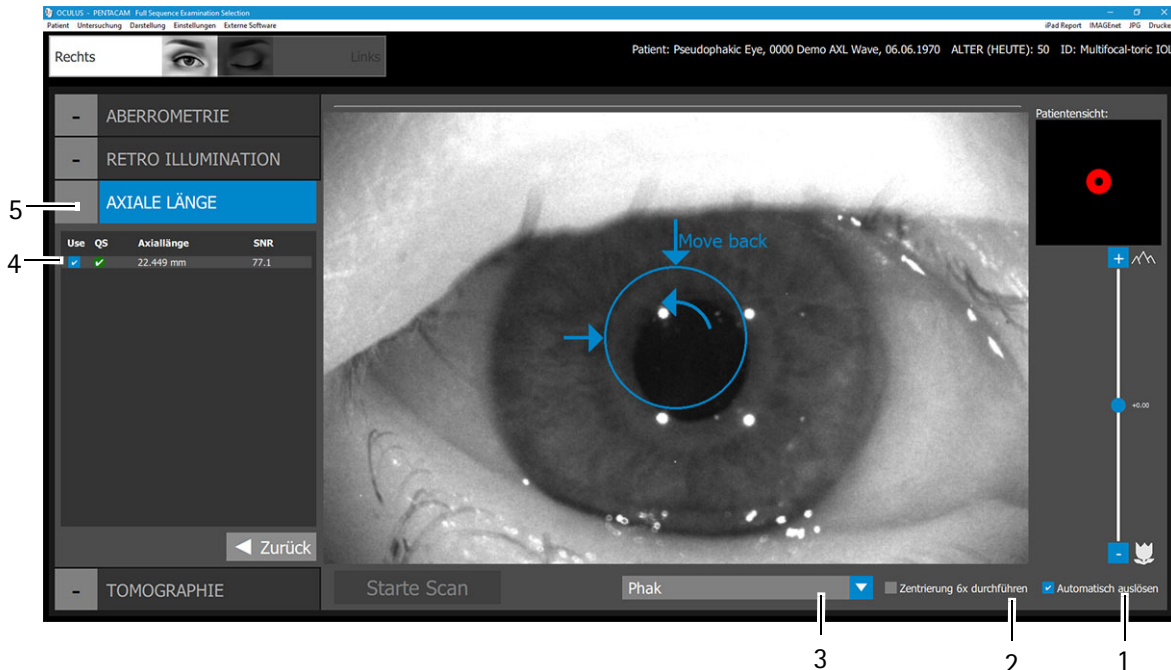 OCULUS - PENTACAM Full Sequence Examination Selection
Patient Untersuchung Darstellung Einstellungen Externe Software iPad Report IMAGEnet JPG Drucke
Rechts Links Patient: Pseudophakic Eye, 0000 Demo AXL Wave, 06.06.1970 ALTER (HEUTE): 50 ID: Multifocal-toric IOL
- ABERROMETRIE
Patientensicht:
- RETRO ILLUMINATION
5 - AXIALE LÄNGE
Use QS Axiallänge SNR
4 22.449 mm 77.1
Move back
+
+0.00
-
Zurück
- TOMOGRAPHIE
Starte Scan Phak Zentrierung 6x durchführen Automatisch auslösen
3 2 1